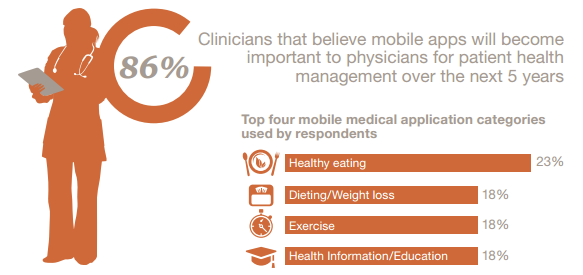 86%
Clinicians that believe mobile apps will become
important to physicians for patient health
management over the next 5 years
Top four mobile medical application categories
used by respondents
Healthy eating 23%
Dieting/Weight loss 18%
Exercise 18%
Health Information/Education 18%